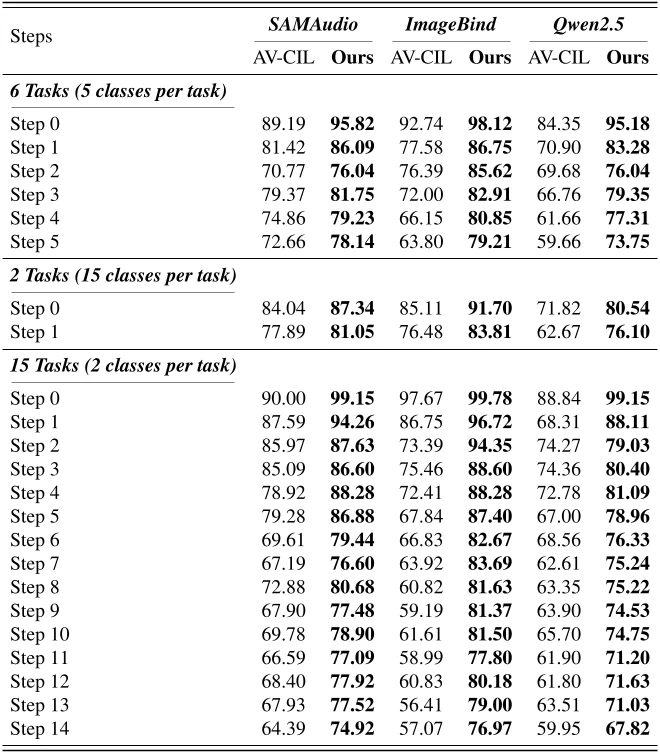 Steps SAMAudio ImageBind Qwen2.5
AV-CIL Ours AV-CIL Ours AV-CIL Ours
6 Tasks (5 classes per task)
Step 0 89.19 95.82 92.74 98.12 84.35 95.18
Step 1 81.42 86.09 77.58 86.75 70.90 83.28
Step 2 70.77 76.04 76.39 85.62 69.68 76.04
Step 3 79.37 81.75 72.00 82.91 66.76 79.35
Step 4 74.86 79.23 66.15 80.85 61.66 77.31
Step 5 72.66 78.14 63.80 79.21 59.66 73.75
2 Tasks (15 classes per task)
Step 0 84.04 87.34 85.11 91.70 71.82 80.54
Step 1 77.89 81.05 76.48 83.81 62.67 76.10
15 Tasks (2 classes per task)
Step 0 90.00 99.15 97.67 99.78 88.84 99.15
Step 1 87.59 94.26 86.75 96.72 68.31 88.11
Step 2 85.97 87.63 73.39 94.35 74.27 79.03
Step 3 85.09 86.60 75.46 88.60 74.36 80.40
Step 4 78.92 88.28 72.41 88.28 72.78 81.09
Step 5 79.28 86.88 67.84 87.40 67.00 78.96
Step 6 69.61 79.44 66.83 82.67 68.56 76.33
Step 7 67.19 76.60 63.92 83.69 62.61 75.24
Step 8 72.88 80.68 60.82 81.63 63.35 75.22
Step 9 67.90 77.48 59.19 81.37 63.90 74.53
Step 10 69.78 78.90 61.61 81.50 65.70 74.75
Step 11 66.59 77.09 58.99 77.80 61.90 71.20
Step 12 68.40 77.92 60.83 80.18 61.80 71.63
Step 13 67.93 77.52 56.41 79.00 63.51 71.03
Step 14 64.39 74.92 57.07 76.97 59.95 67.82